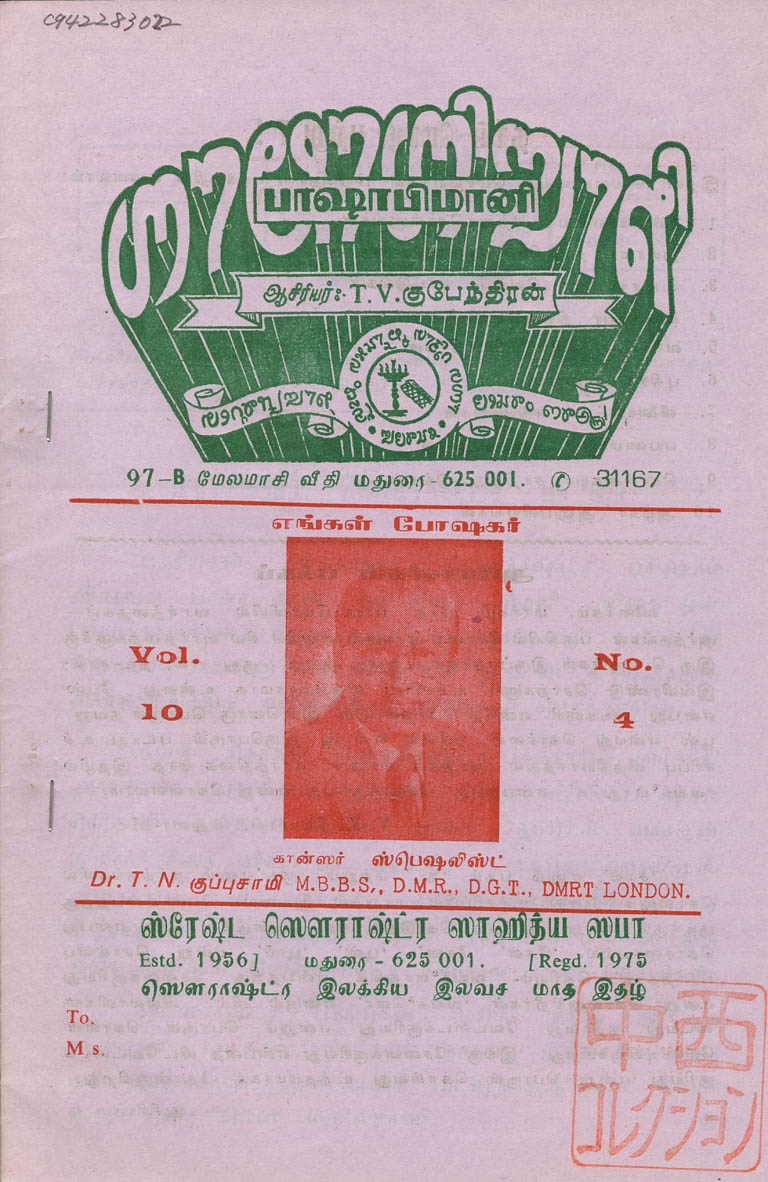 C94228302
பாஷாபிமானி
ஆசிரியர்:- T.V.குபேந்திரன்
97-B மேலமாசி வீதி மதுரை 625 001. ✆ 31167
எங்கள் போஷகர்
Vol.
10
No.
4
கான்ஸர் ஸ்பெஷலிஸ்ட்
Dr. T. N. குப்புசாமி M.B.B.S., D.M.R., D.G.T., DMRT LONDON.
ஸ்ரேஷ்ட ஸௌராஷ்ட்ர ஸாஹித்ய ஸபா
Estd. 1956] மதுரை - 625 001. [Regd. 1975
ஸௌராஷ்ட்ர இலக்கிய இலவச மாத இதழ்
To.
M/s.
中西
コレクション